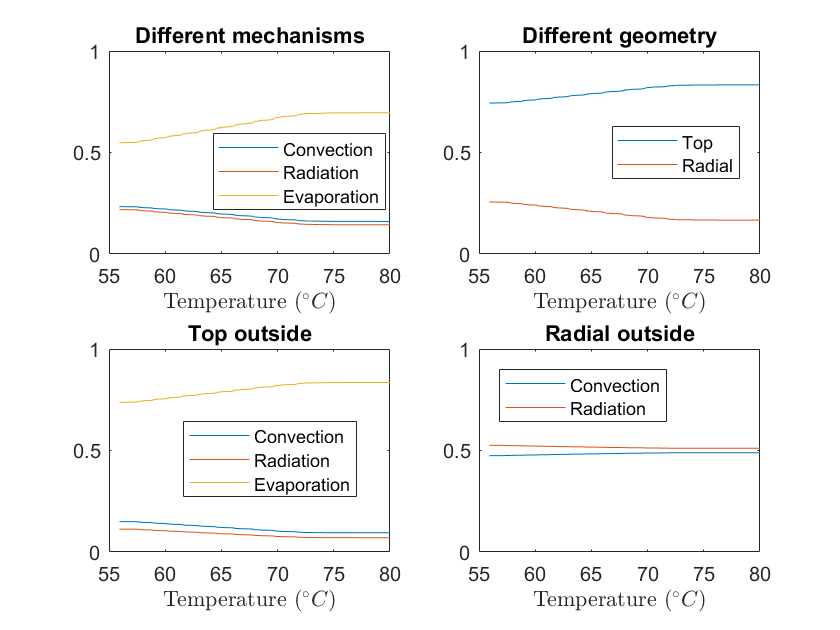 Different mechanisms
1
0.5
0
Convection
Radiation
Evaporation
55 60 65 70 75 80
Temperature (°C)
Different geometry
1
0.5
0
Top
Radial
55 60 65 70 75 80
Temperature (°C)
Top outside
1
0.5
0
Convection
Radiation
Evaporation
55 60 65 70 75 80
Temperature (°C)
Radial outside
1
0.5
0
Convection
Radiation
55 60 65 70 75 80
Temperature (°C)